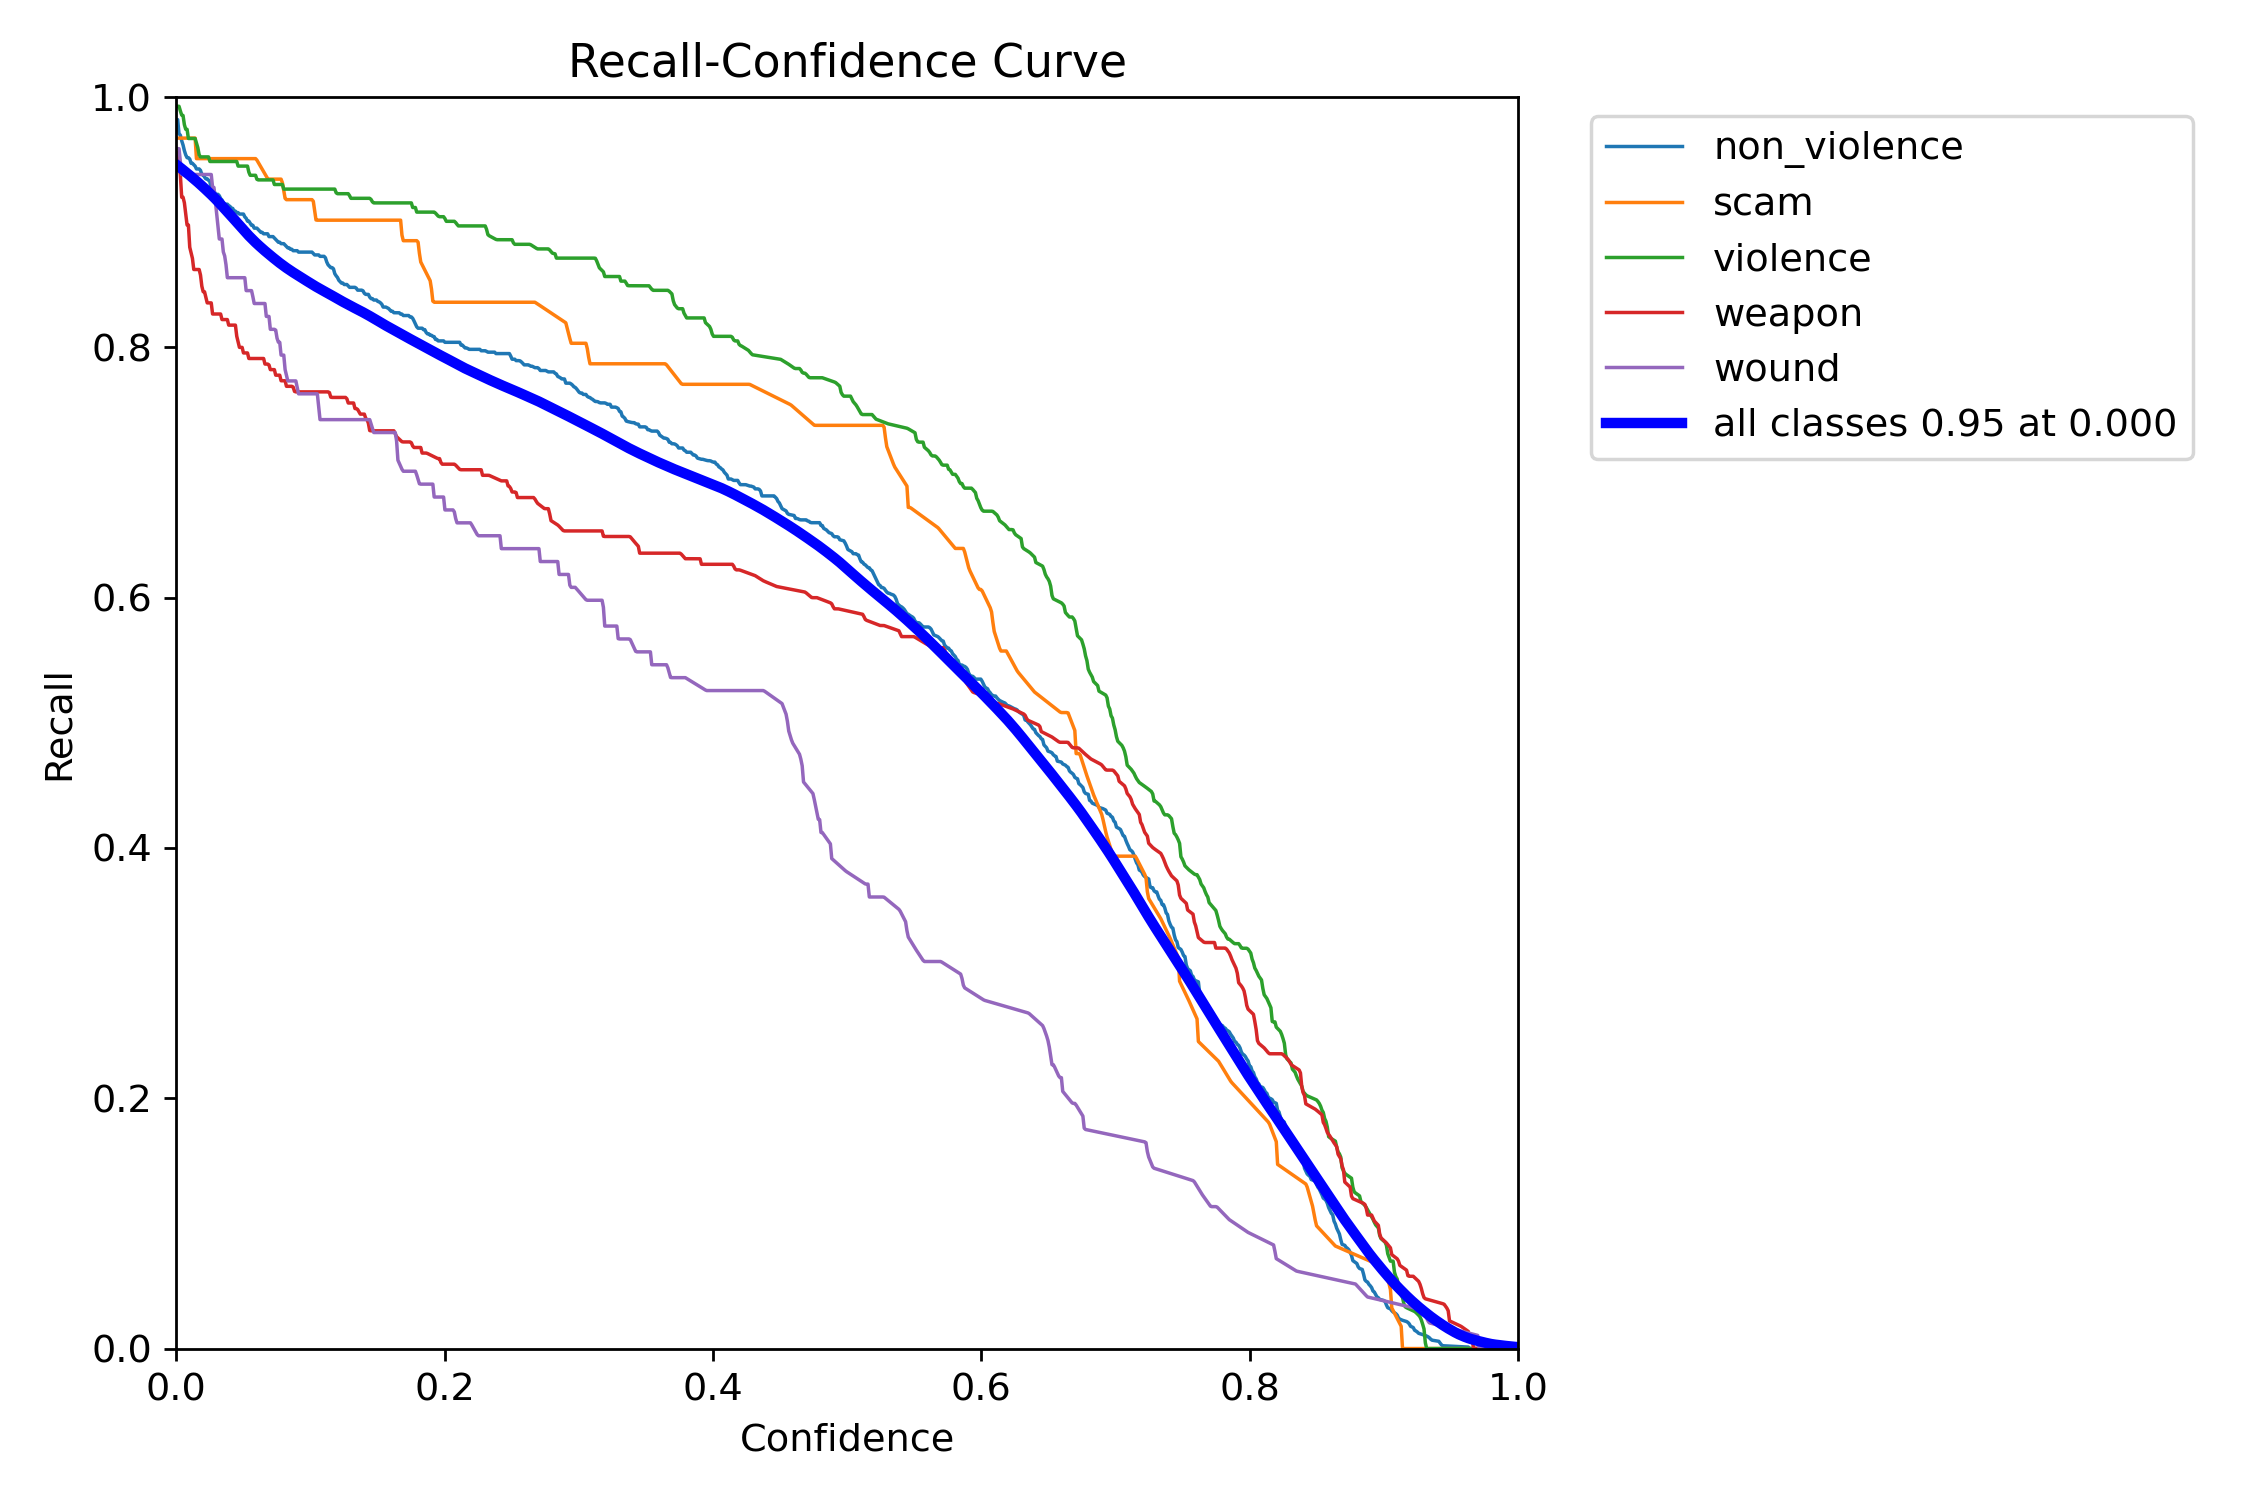 Recall-Confidence Curve
1.0
0.8
0.6
0.4
0.2
0.0
Recall
0.0 0.2 0.4 0.6 0.8 1.0
Confidence
non_violence
scam
violence
weapon
wound
all classes 0.95 at 0.000